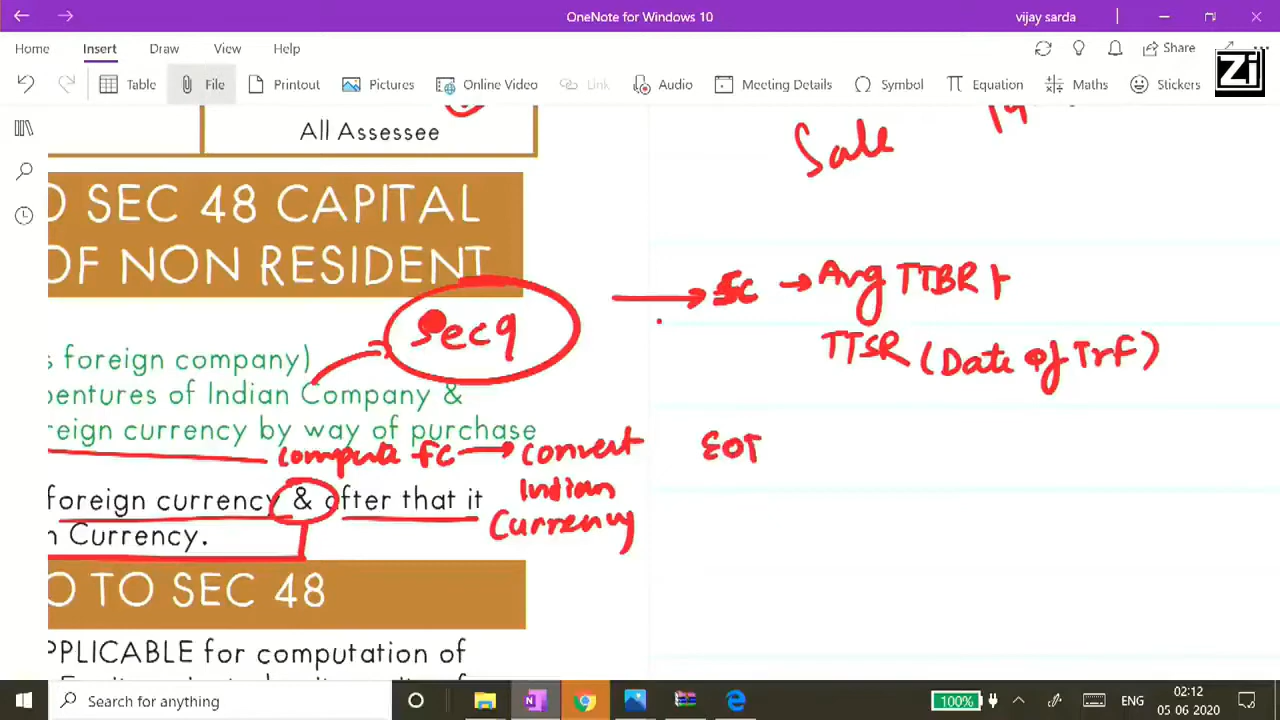 OneNote for Windows 10
vijay sarda
Home
Insert
Draw
View
Help
Share
Table
File
Printout
Pictures
Online Video
Link
Audio
Meeting Details
Symbol
Equation
Maths
Stickers
Zi
All Assessee
O SEC 48 CAPITAL
OF NON RESIDENT
Sec 9
s foreign company)
pentures of Indian Company &
reign currency by way of purchase
compute fc → convert
Indian
Currency
foreign currency & after that it
n Currency.
O TO SEC 48
PPLICABLE for computation of
Sale
→ Avg TTBR +
TTSR (Date of Trf)
EOT
Search for anything
100%
ENG
02:12
05-06-2020